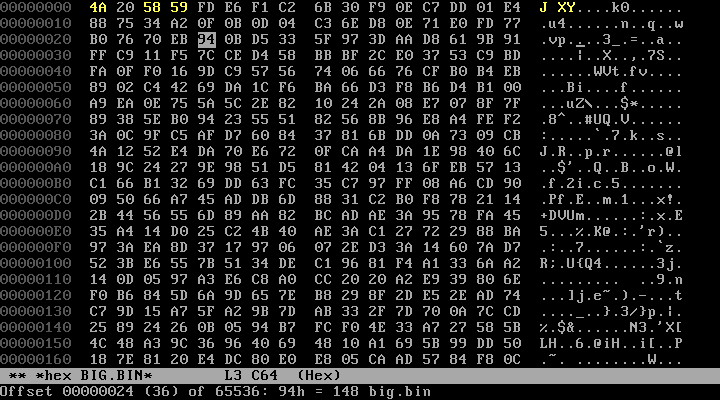 00000000 4A 20 58 59 FD E6 F1 C2 6B 30 F9 0E C7 DD 01 E4 J XY....k0......
00000010 88 75 34 A2 0F 0B 0D 04 C3 6E D8 0E 71 E0 FD 77 .u4......n..q..w
00000020 B0 76 70 EB 94 0B D5 33 5F 97 3D AA D8 61 9B 91 .vp....3_.=..a..
00000030 FF C9 11 F5 7C CE D4 58 BB BF 2C E0 37 53 C9 BD ....|..X..,.7S..
00000040 FA 0F F0 16 9D C9 57 56 74 06 66 76 CF B0 B4 EB ......WVt.fv....
00000050 89 02 C4 42 69 DA 1C F6 BA 66 D3 F8 B6 D4 B1 00 ...Bi....f......
00000060 A9 EA 0E 75 5A 5C 2E 82 10 24 2A 08 E7 07 8F 7F ...uZ\...$*.....
00000070 89 38 5E B0 94 23 55 51 82 56 8B 96 E8 A4 FE F2 .8^..#UQ.V......
00000080 3A 0C 9F C5 AF D7 60 84 37 81 6B DD 0A 73 09 CB :.....`.7.k..s..
00000090 4A 12 52 E4 DA 70 E6 72 0F CA A4 DA 1E 98 40 6C J.R..p.r......@l
000000A0 18 9C 24 27 9E 98 51 D5 81 42 04 13 6F EB 57 13 ..$'..Q..B..o.W.
000000B0 C1 66 B1 32 69 DD 63 FC 35 C7 97 FF 08 A6 CD 90 .f.2i.c.5.......
000000C0 09 50 66 A7 45 AD DB 6D 88 31 C2 B0 F8 78 21 14 .Pf.E..m.1...x!.
000000D0 2B 44 56 55 6D 89 AA 82 BC AD AE 3A 95 78 FA 45 +DVUm......:.x.E
000000E0 35 A4 14 D0 25 C2 4B 40 AE 3A C1 27 72 29 88 BA 5...%.K@.:.'r)..
000000F0 97 3A EA 8D 37 17 97 06 07 2E D3 3A 14 60 7A D7 .:..7......:.`z.
00000100 52 3B E6 55 7B 51 34 DE C1 96 81 F4 A1 33 6A A2 R;.U{Q4......3j.
00000110 14 0D 05 97 A3 E6 C8 A0 CC 20 20 A2 E9 39 80 6E .........  ..9.n
00000120 F0 B6 84 5D 6A 9D 65 7E B8 29 8F 2D E5 2E AD 74 ...]j.e~.).-...t
00000130 C7 9D 15 A7 5F A2 9B 7D AB 33 2F 7D 70 0A 7C CD ...._..}.3/}p.|.
00000140 25 89 24 26 0B 05 94 B7 FC F0 4E 33 A7 27 58 5B %.$&......N3.'X[
00000150 4C 48 A3 9C 36 96 40 69 48 10 A1 69 5B 99 DD 50 LH..6.@iH..i[..P
00000160 18 7E 81 20 E4 DC 80 E0 E8 05 CA AD 57 84 F8 0C .~. ........W...
** *hex BIG.BIN* L3 C64 (Hex)
Offset 00000024 (36) of 65536: 94h = 148 big.bin